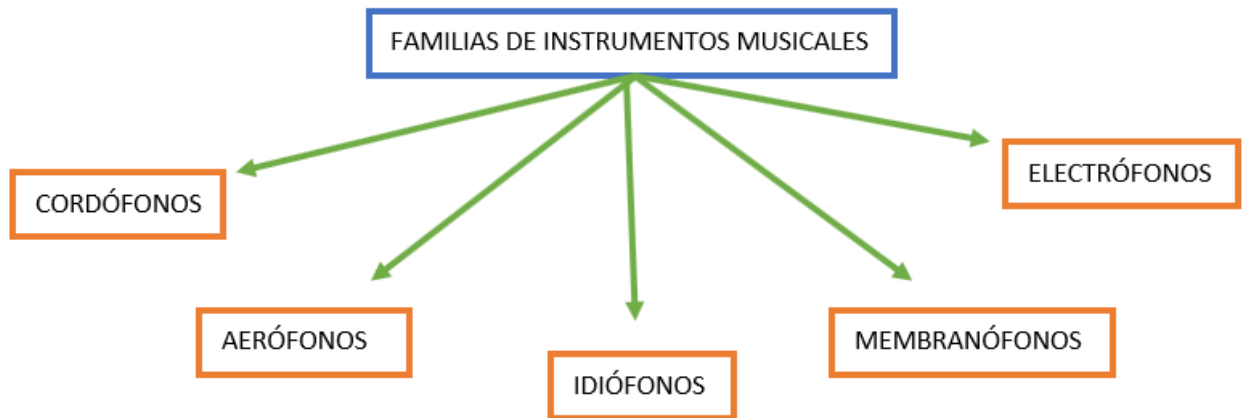 FAMILIAS DE INSTRUMENTOS MUSICALES
CORDÓFONOS
AERÓFONOS
IDIÓFONOS
MEMBRANÓFONOS
ELECTRÓFONOS